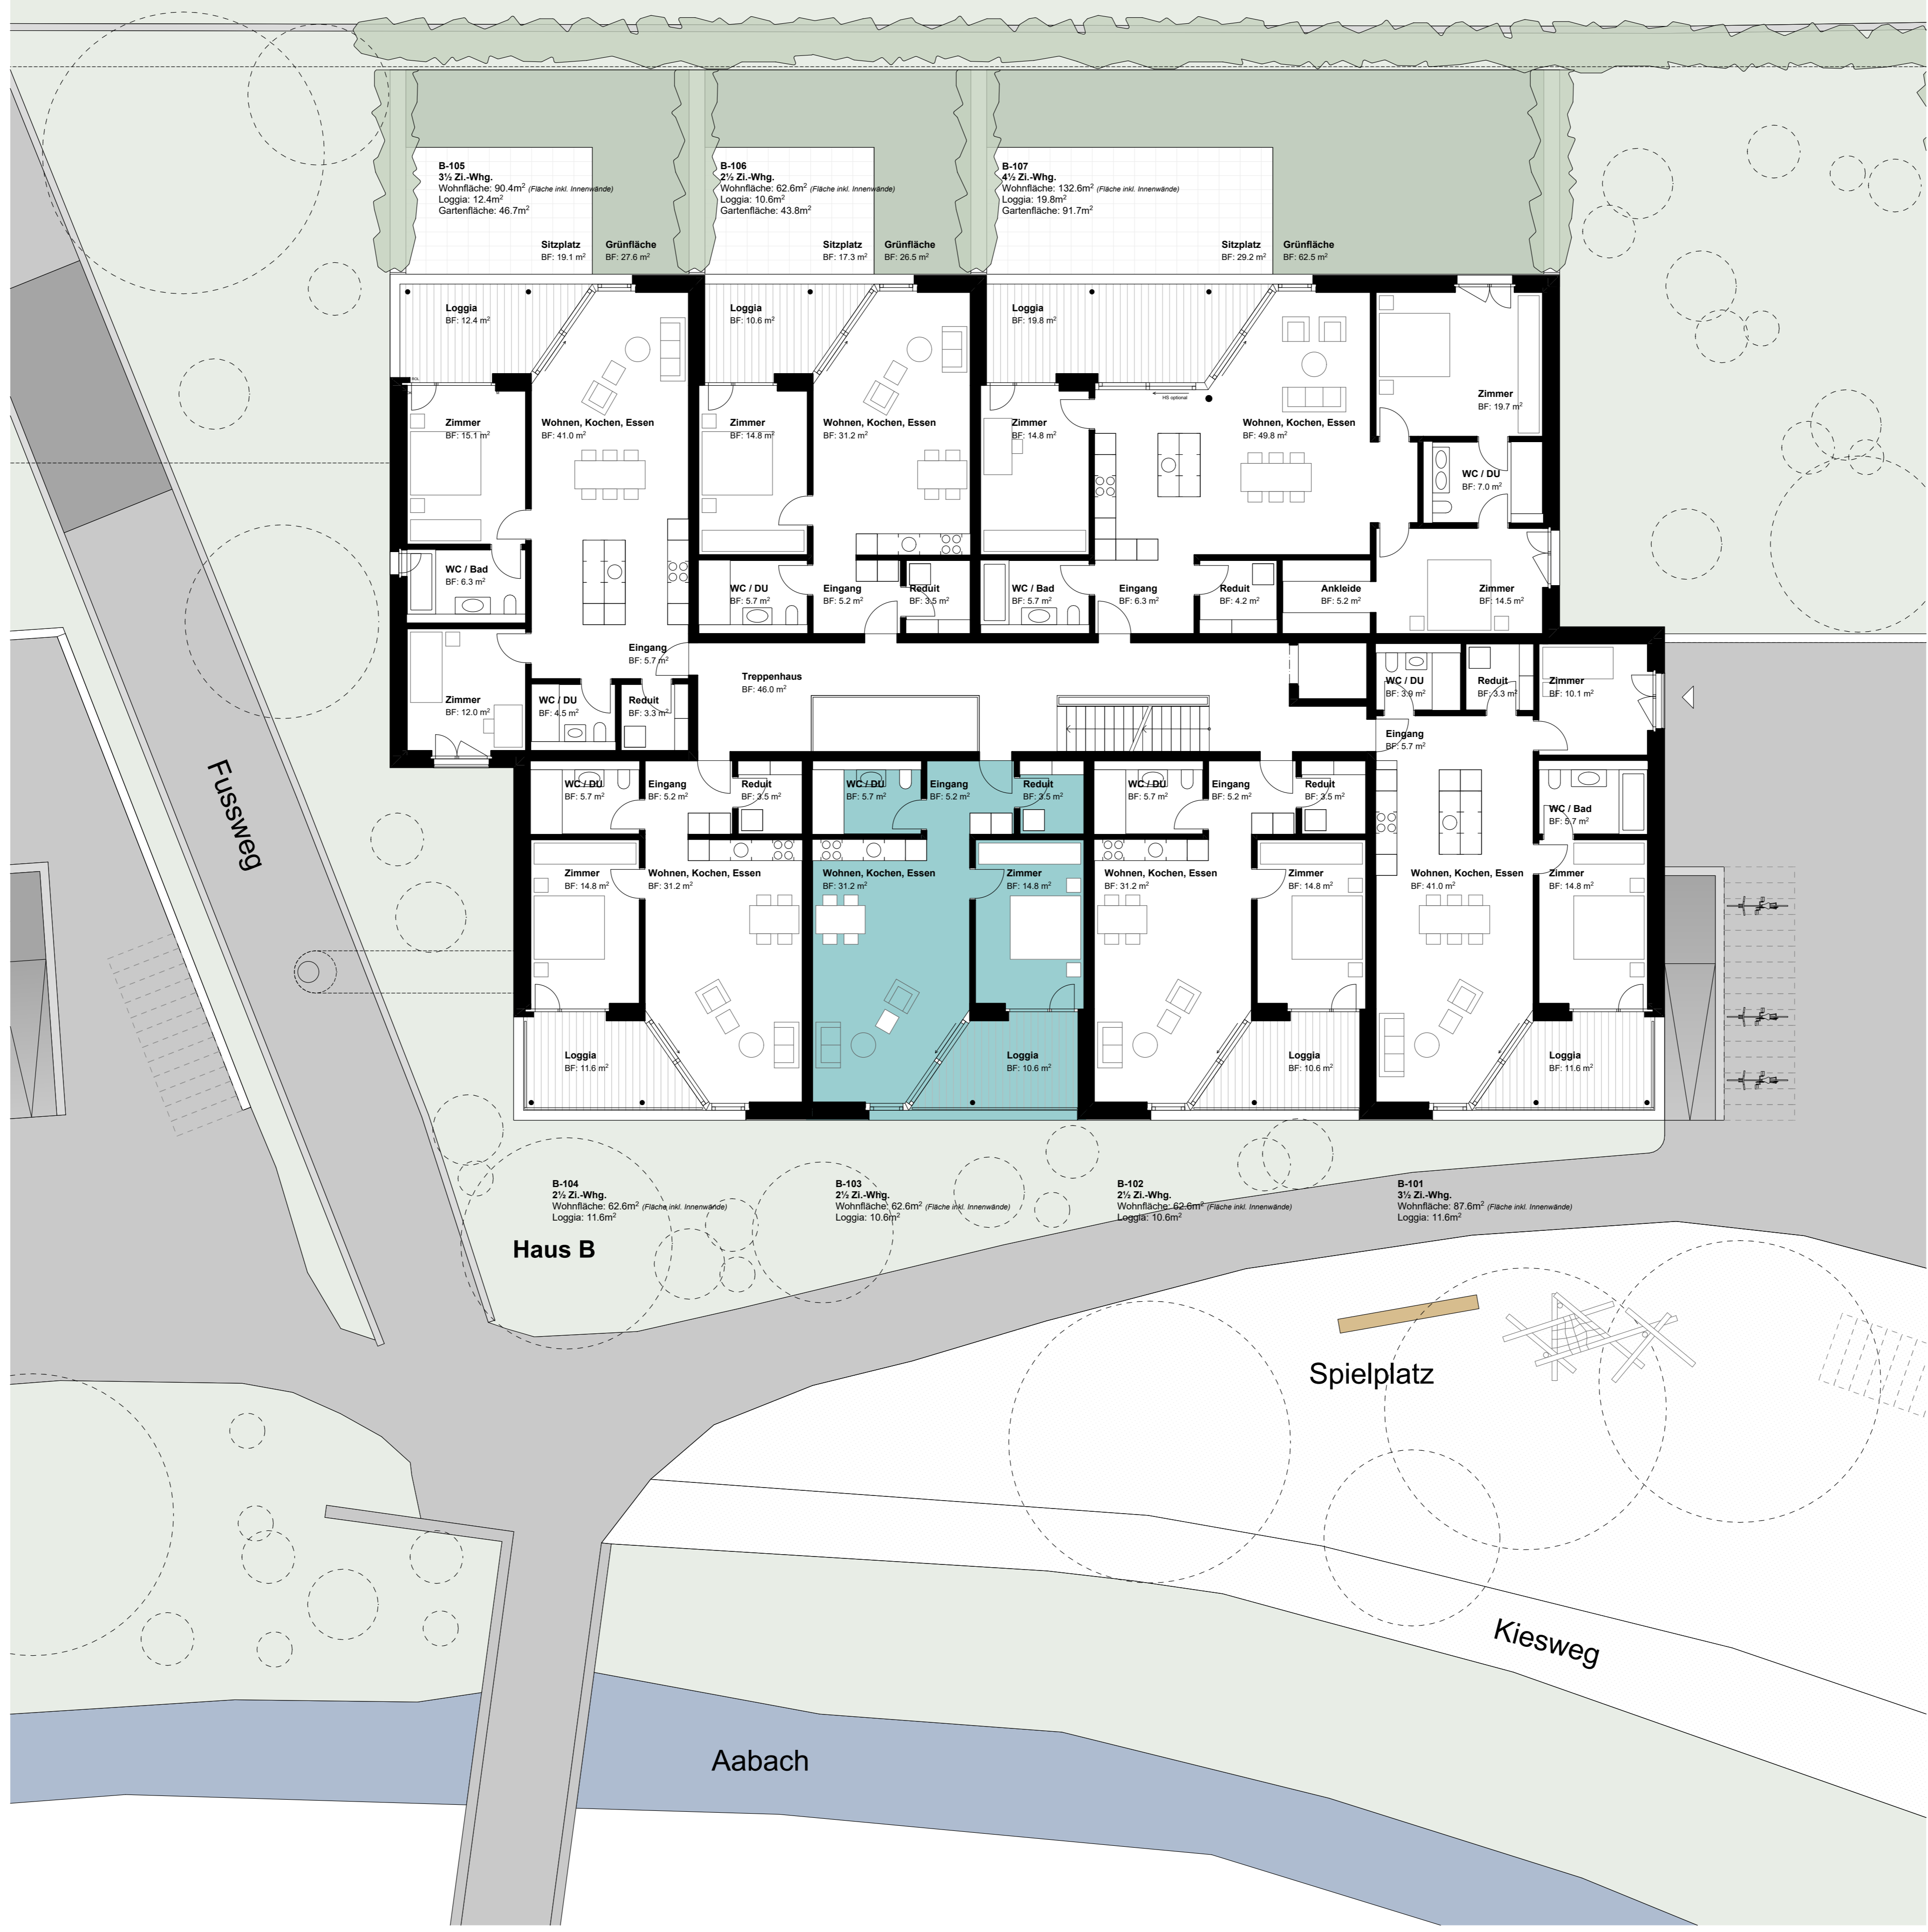 B-105
3½ Zi.-Whg.
Wohnfläche: 90.4m² (Fläche inkl. Innenwände)
Loggia: 12.4m²
Gartenfläche: 46.7m²
Sitzplatz
BF: 19.1 m²
Grünfläche
BF: 27.6 m²
B-106
2½ Zi.-Whg.
Wohnfläche: 62.6m² (Fläche inkl. Innenwände)
Loggia: 10.6m²
Gartenfläche: 43.8m²
Sitzplatz
BF: 17.3 m²
Grünfläche
BF: 26.5 m²
B-107
4½ Zi.-Whg.
Wohnfläche: 132.6m² (Fläche inkl. Innenwände)
Loggia: 19.8m²
Gartenfläche: 91.7m²
Sitzplatz
BF: 29.2 m²
Grünfläche
BF: 62.5 m²
Loggia
BF: 12.4 m²
Loggia
BF: 10.6 m²
Loggia
BF: 19.8 m²
HS optional
Zimmer
BF: 15.1 m²
Wohnen, Kochen, Essen
BF: 41.0 m²
Zimmer
BF: 14.8 m²
Wohnen, Kochen, Essen
BF: 31.2 m²
Zimmer
BF: 14.8 m²
Wohnen, Kochen, Essen
BF: 49.8 m²
Zimmer
BF: 19.7 m²
WC / DU
BF: 7.0 m²
WC / Bad
BF: 6.3 m²
WC / DU
BF: 5.7 m²
Eingang
BF: 5.2 m²
Reduit
BF: 3.5 m²
WC / Bad
BF: 5.7 m²
Eingang
BF: 6.3 m²
Reduit
BF: 4.2 m²
Ankleide
BF: 5.2 m²
Zimmer
BF: 14.5 m²
Eingang
BF: 5.7 m²
Treppenhaus
BF: 46.0 m²
WC / DU
BF: 3.9 m²
Reduit
BF: 3.3 m²
Zimmer
BF: 10.1 m²
Zimmer
BF: 12.0 m²
WC / DU
BF: 4.5 m²
Reduit
BF: 3.3 m²
Eingang
BF: 5.7 m²
WC / DU
BF: 5.7 m²
Eingang
BF: 5.2 m²
Reduit
BF: 3.5 m²
WC / DU
BF: 5.7 m²
Eingang
BF: 5.2 m²
Reduit
BF: 3.5 m²
WC / DU
BF: 5.7 m²
Eingang
BF: 5.2 m²
Reduit
BF: 3.5 m²
WC / Bad
BF: 5.7 m²
Zimmer
BF: 14.8 m²
Wohnen, Kochen, Essen
BF: 31.2 m²
Wohnen, Kochen, Essen
BF: 31.2 m²
Zimmer
BF: 14.8 m²
Wohnen, Kochen, Essen
BF: 31.2 m²
Zimmer
BF: 14.8 m²
Wohnen, Kochen, Essen
BF: 41.0 m²
Zimmer
BF: 14.8 m²
Loggia
BF: 11.6 m²
Loggia
BF: 10.6 m²
Loggia
BF: 10.6 m²
Loggia
BF: 11.6 m²
Fussweg
B-104
2½ Zi.-Whg.
Wohnfläche: 62.6m² (Fläche inkl. Innenwände)
Loggia: 11.6m²
B-103
2½ Zi.-Whg.
Wohnfläche: 62.6m² (Fläche inkl. Innenwände)
Loggia: 10.6m²
B-102
2½ Zi.-Whg.
Wohnfläche: 62.6m² (Fläche inkl. Innenwände)
Loggia: 10.6m²
B-101
3½ Zi.-Whg.
Wohnfläche: 87.6m² (Fläche inkl. Innenwände)
Loggia: 11.6m²
Haus B
Spielplatz
Kiesweg
Aabach